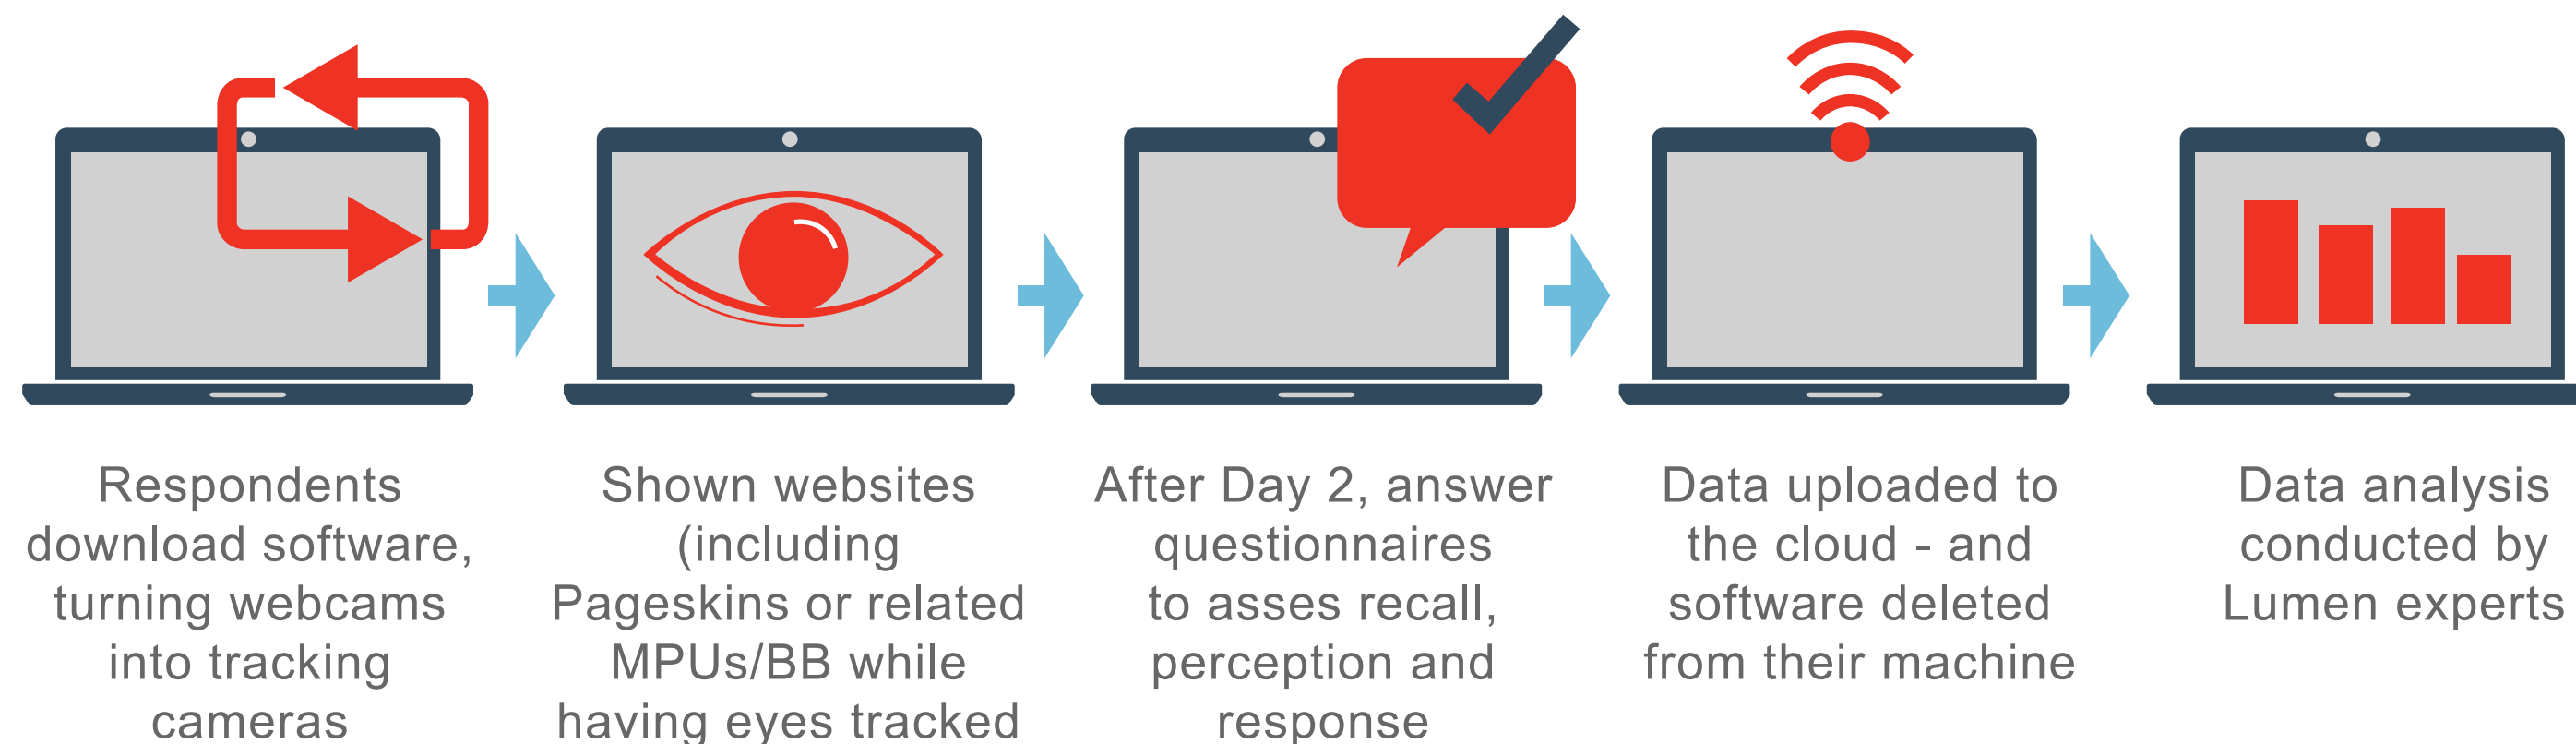 Respondents
download software,
turning webcams
into tracking
cameras
Shown websites
(including
Pageskins or related
MPUs/BB while
having eyes tracked
After Day 2, answer
questionnaires
to asses recall,
perception and
response
Data uploaded to
the cloud - and
software deleted
from their machine
Data analysis
conducted by
Lumen experts